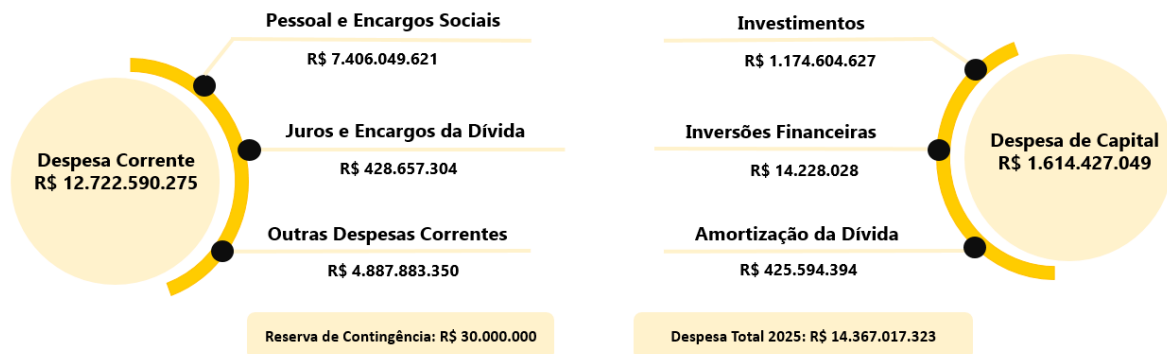 Pessoal e Encargos Sociais
R$ 7.406.049.621
Juros e Encargos da Dívida
R$ 428.657.304
Despesa Corrente
R$ 12.722.590.275
Outras Despesas Correntes
R$ 4.887.883.350
Reserva de Contingência: R$ 30.000.000
Investimentos
R$ 1.174.604.627
Inversões Financeiras
R$ 14.228.028
Despesa de Capital
R$ 1.614.427.049
Amortização da Dívida
R$ 425.594.394
Despesa Total 2025: R$ 14.367.017.323